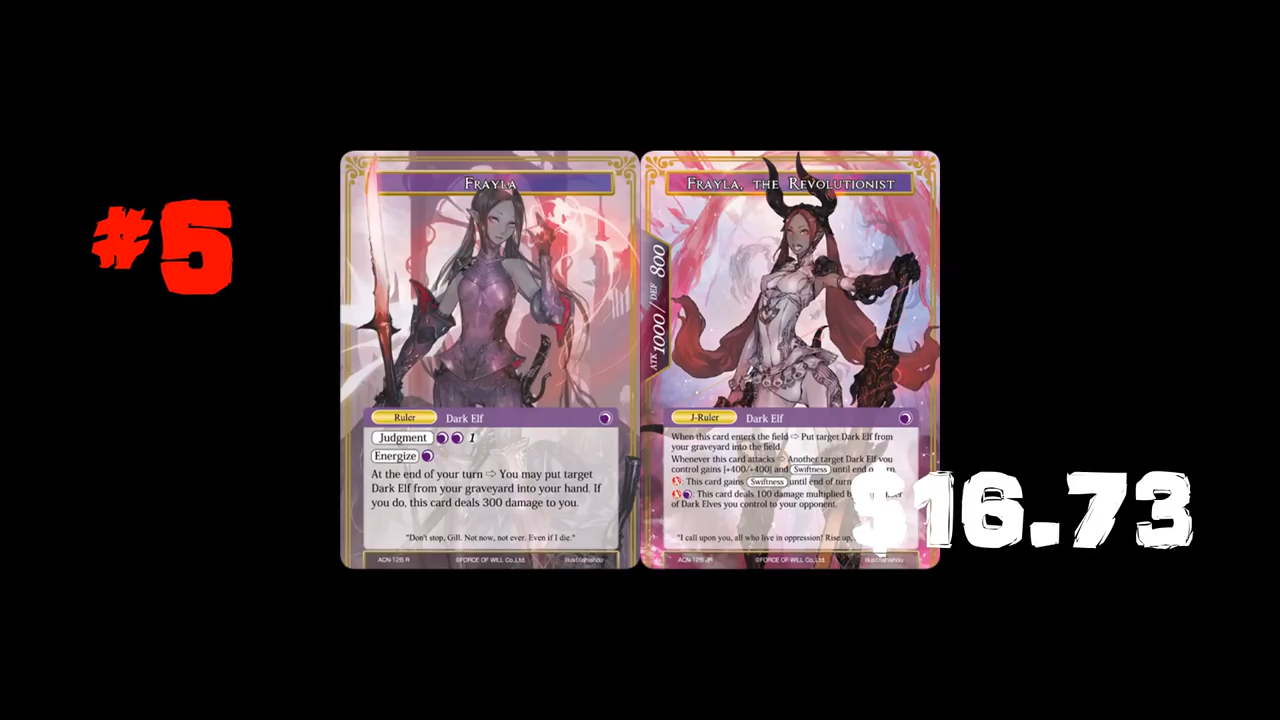 #5
FRAYLA
Ruler Dark Elf
Judgment 1
Energize
At the end of your turn ⇨ You may put target
Dark Elf from your graveyard into your hand. If
you do, this card deals 300 damage to you.
"Don't stop, Gill. Not now, not ever. Even if I die."
ACN-126 R ©FORCE OF WILL Co.,Ltd.
FRAYLA, THE REVOLUTIONIST
ATK 1000 / DEF 800
J-Ruler Dark Elf
When this card enters the field ⇨ Put target Dark Elf from
your graveyard into the field.
Whenever this card attacks ⇨ Another target Dark Elf you
control gains [+400/+400] and Swiftness until end
: This card gains Swiftness until end of turn
: This card deals 100 damage multiplied
of Dark Elves you control to your opponent.
"I call upon you, all who live in oppression! Rise up,
ACN-126 JR ©FORCE OF WILL Co.,Ltd.
$16.73